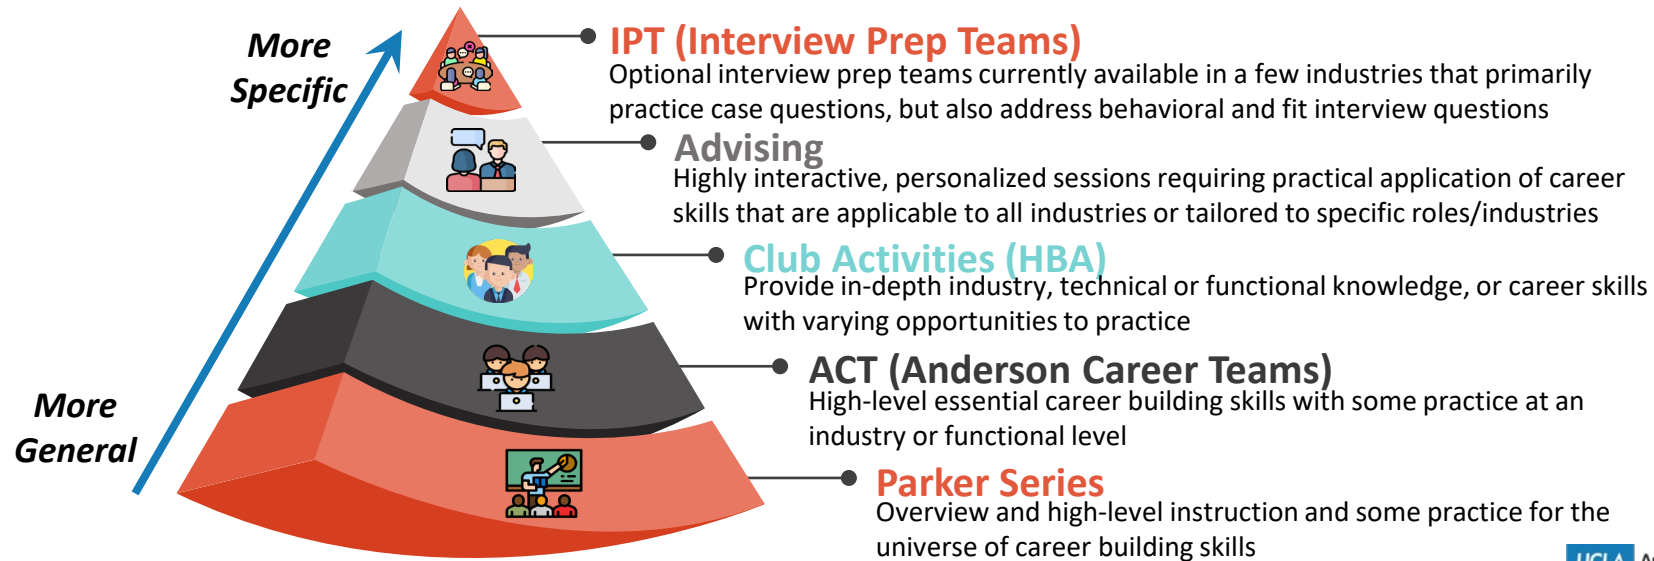 More
Specific
IPT (Interview Prep Teams)
Optional interview prep teams currently available in a few industries that primarily
practice case questions, but also address behavioral and fit interview questions
Advising
Highly interactive, personalized sessions requiring practical application of career
skills that are applicable to all industries or tailored to specific roles/industries
Club Activities (HBA)
Provide in-depth industry, technical or functional knowledge, or career skills
with varying opportunities to practice
ACT (Anderson Career Teams)
High-level essential career building skills with some practice at an
industry or functional level
More
General
Parker Series
Overview and high-level instruction and some practice for the
universe of career building skills
UCLA